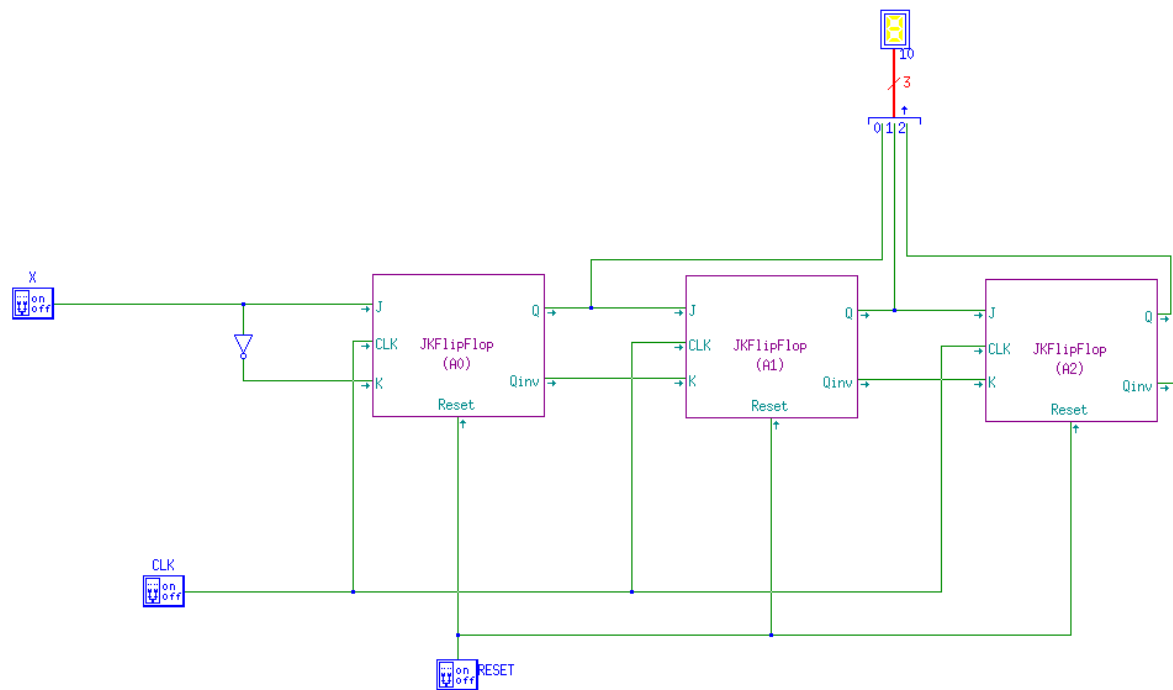 10
3
0 1 2
X
on
off
J
Q
CLK
JKFlipFlop
(A0)
K
Qinv
Reset
J
Q
CLK
JKFlipFlop
(A1)
K
Qinv
Reset
J
Q
CLK
JKFlipFlop
(A2)
K
Qinv
Reset
CLK
on
off
on
off
RESET